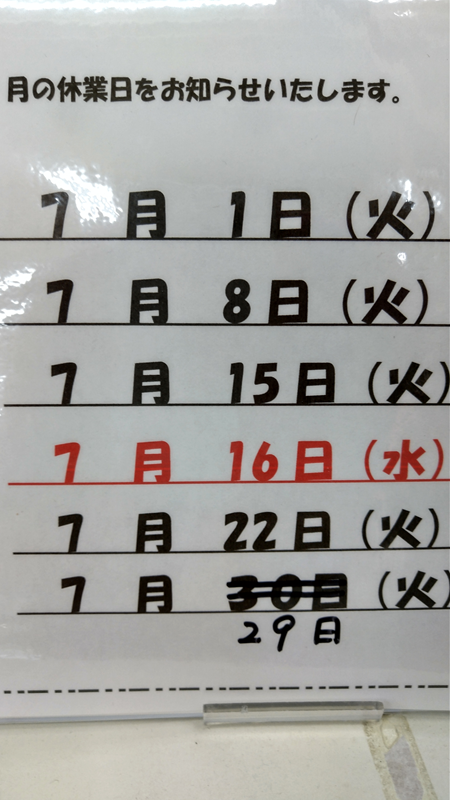 月の休業日をお知らせいたします。
7 月 1日(火)
7 月 8日(火)
7 月 15日(火)
7 月 16日(水)
7 月 22日(火)
7 月 30日(火)
29日